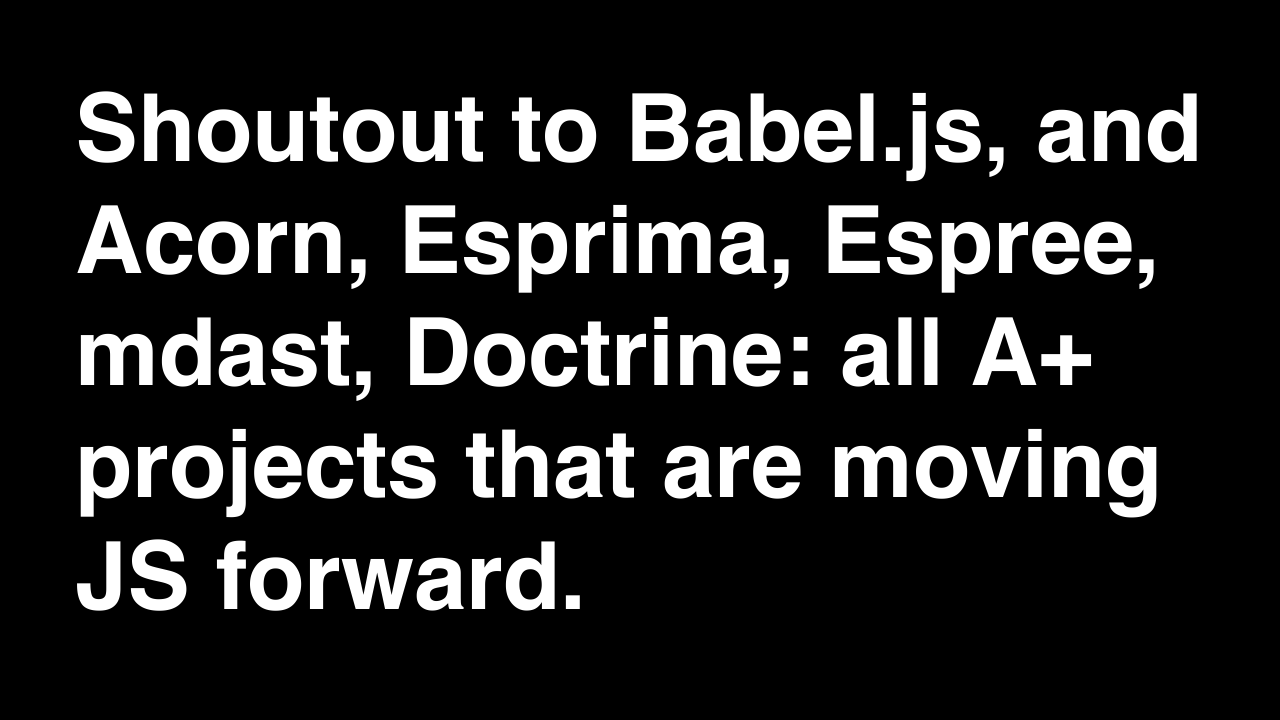 Shoutout to Babel.js, and
Acorn, Esprima, Espree,
mdast, Doctrine: all A+
projects that are moving
JS forward.